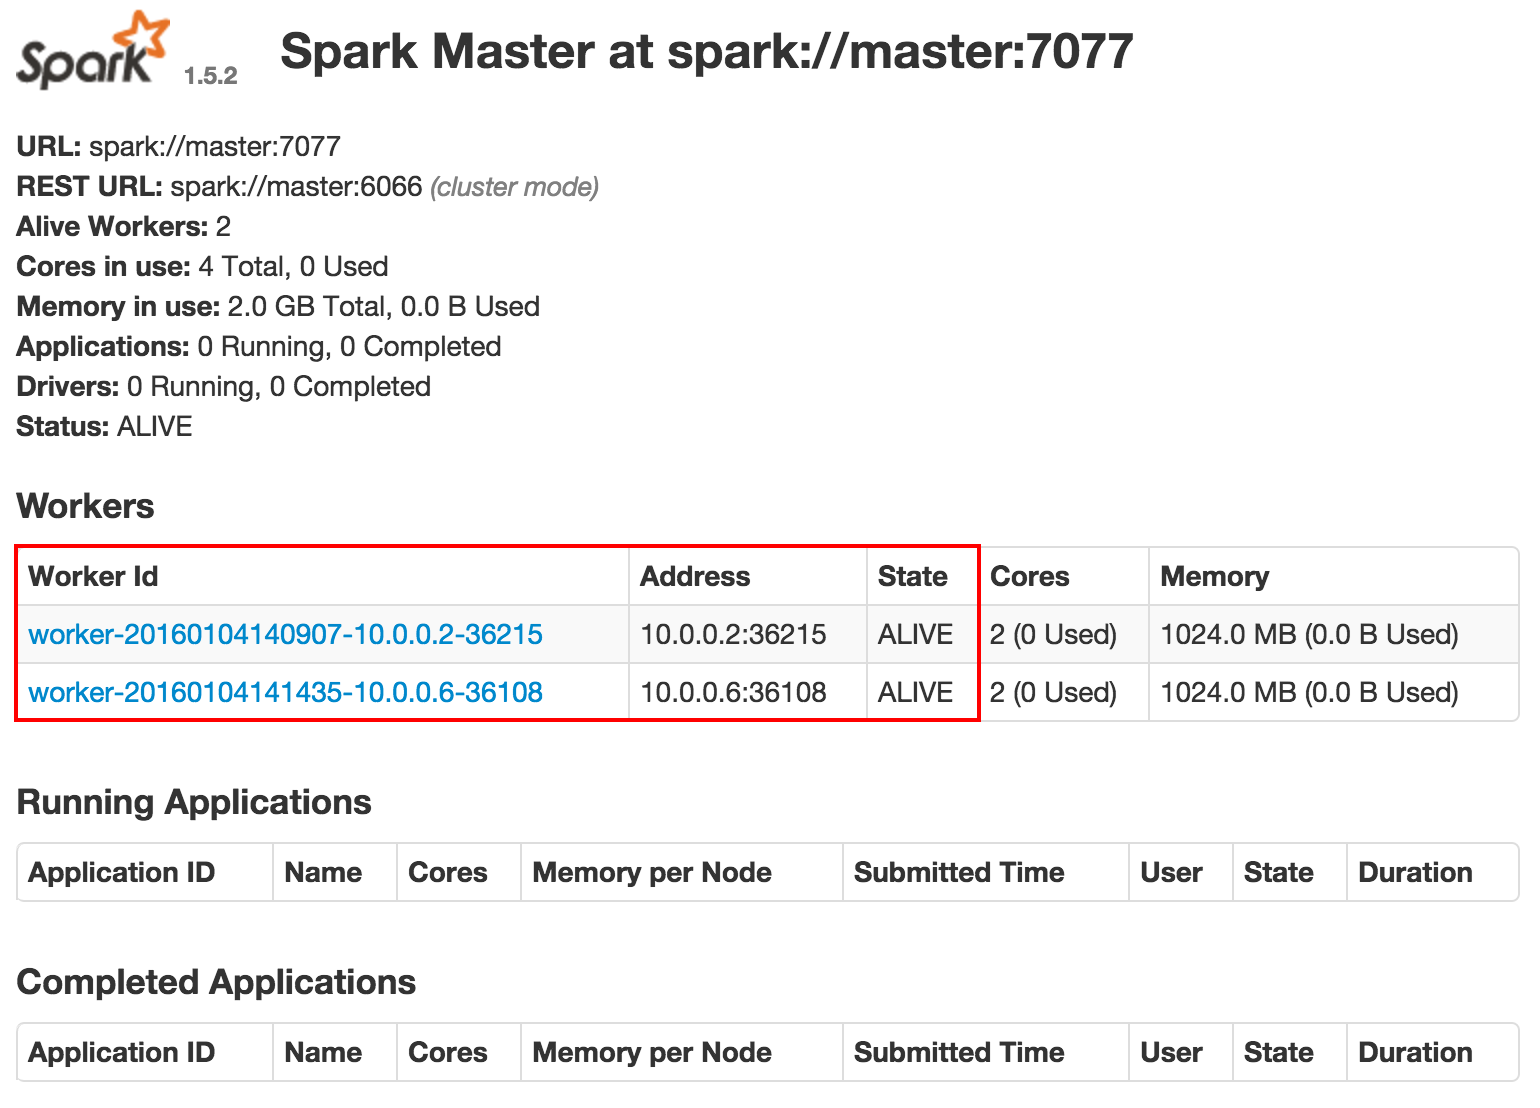 Spark 1.5.2 Spark Master at spark://master:7077
URL: spark://master:7077
REST URL: spark://master:6066 (cluster mode)
Alive Workers: 2
Cores in use: 4 Total, 0 Used
Memory in use: 2.0 GB Total, 0.0 B Used
Applications: 0 Running, 0 Completed
Drivers: 0 Running, 0 Completed
Status: ALIVE
Workers
Worker Id Address State Cores Memory
worker-20160104140907-10.0.0.2-36215 10.0.0.2:36215 ALIVE 2 (0 Used) 1024.0 MB (0.0 B Used)
worker-20160104141435-10.0.0.6-36108 10.0.0.6:36108 ALIVE 2 (0 Used) 1024.0 MB (0.0 B Used)
Running Applications
Application ID Name Cores Memory per Node Submitted Time User State Duration
Completed Applications
Application ID Name Cores Memory per Node Submitted Time User State Duration